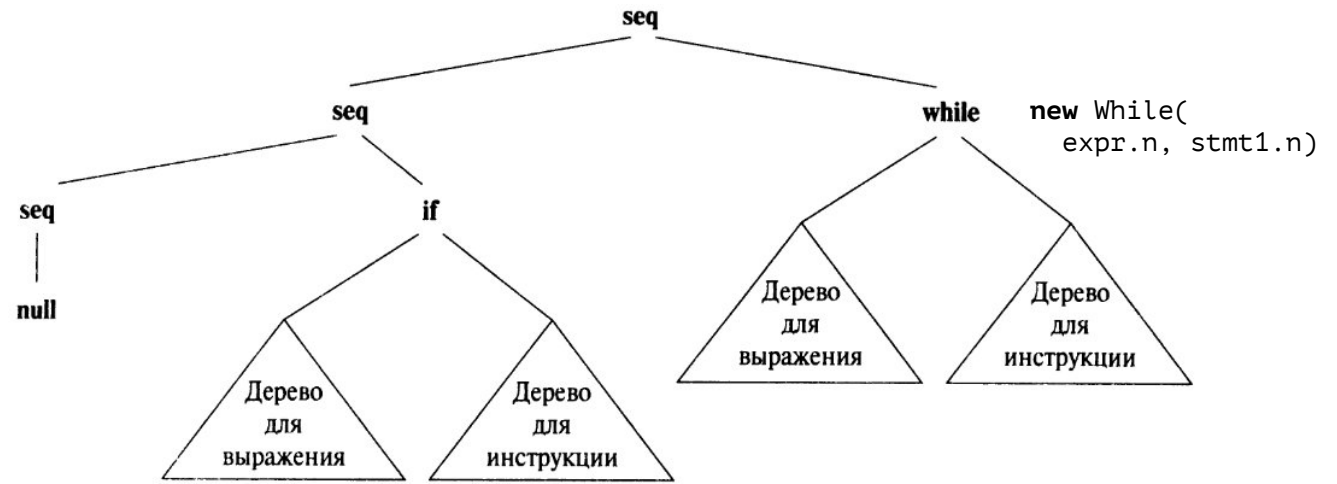 seq
seq
while
new While(
expr.n, stmt1.n)
seq
if
null
Дерево
для
выражения
Дерево
для
инструкции
Дерево
для
выражения
Дерево
для
инструкции